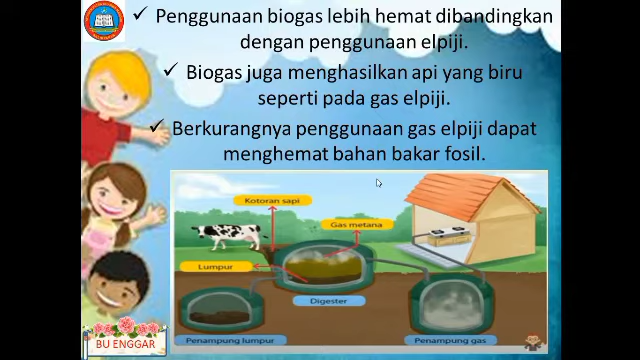 ✓ Penggunaan biogas lebih hemat dibandingkan
dengan penggunaan elpiji.
✓ Biogas juga menghasilkan api yang biru
seperti pada gas elpiji.
✓ Berkurangnya penggunaan gas elpiji dapat
menghemat bahan bakar fosil.
Kotoran sapi
Gas metana
Lumpur
Digester
Penampung lumpur
Penampung gas
BU ENGGAR